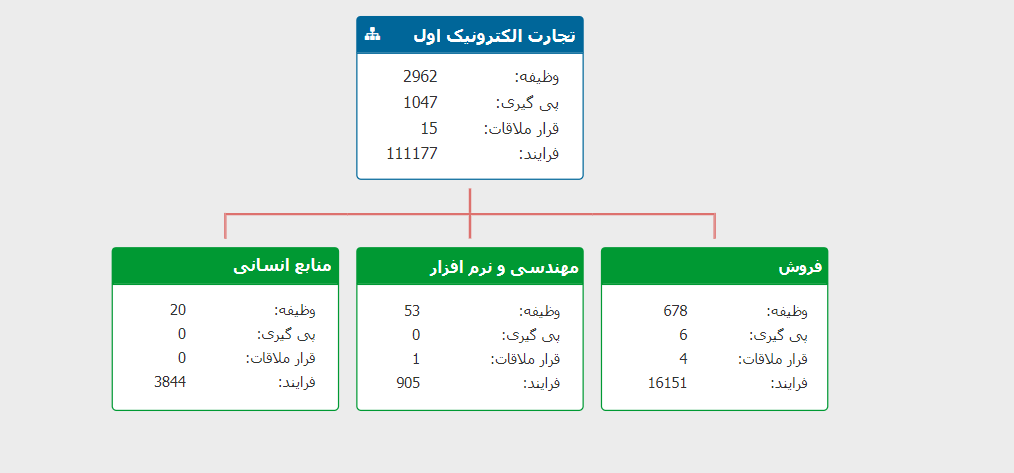 تجارت الکترونیک اول
وظیفه: 2962
پی گیری: 1047
قرار ملاقات: 15
فرایند: 111177
فروش
وظیفه: 678
پی گیری: 6
قرار ملاقات: 4
فرایند: 16151
مهندسی و نرم افزار
وظیفه: 53
پی گیری: 0
قرار ملاقات: 1
فرایند: 905
منابع انسانی
وظیفه: 20
پی گیری: 0
قرار ملاقات: 0
فرایند: 3844